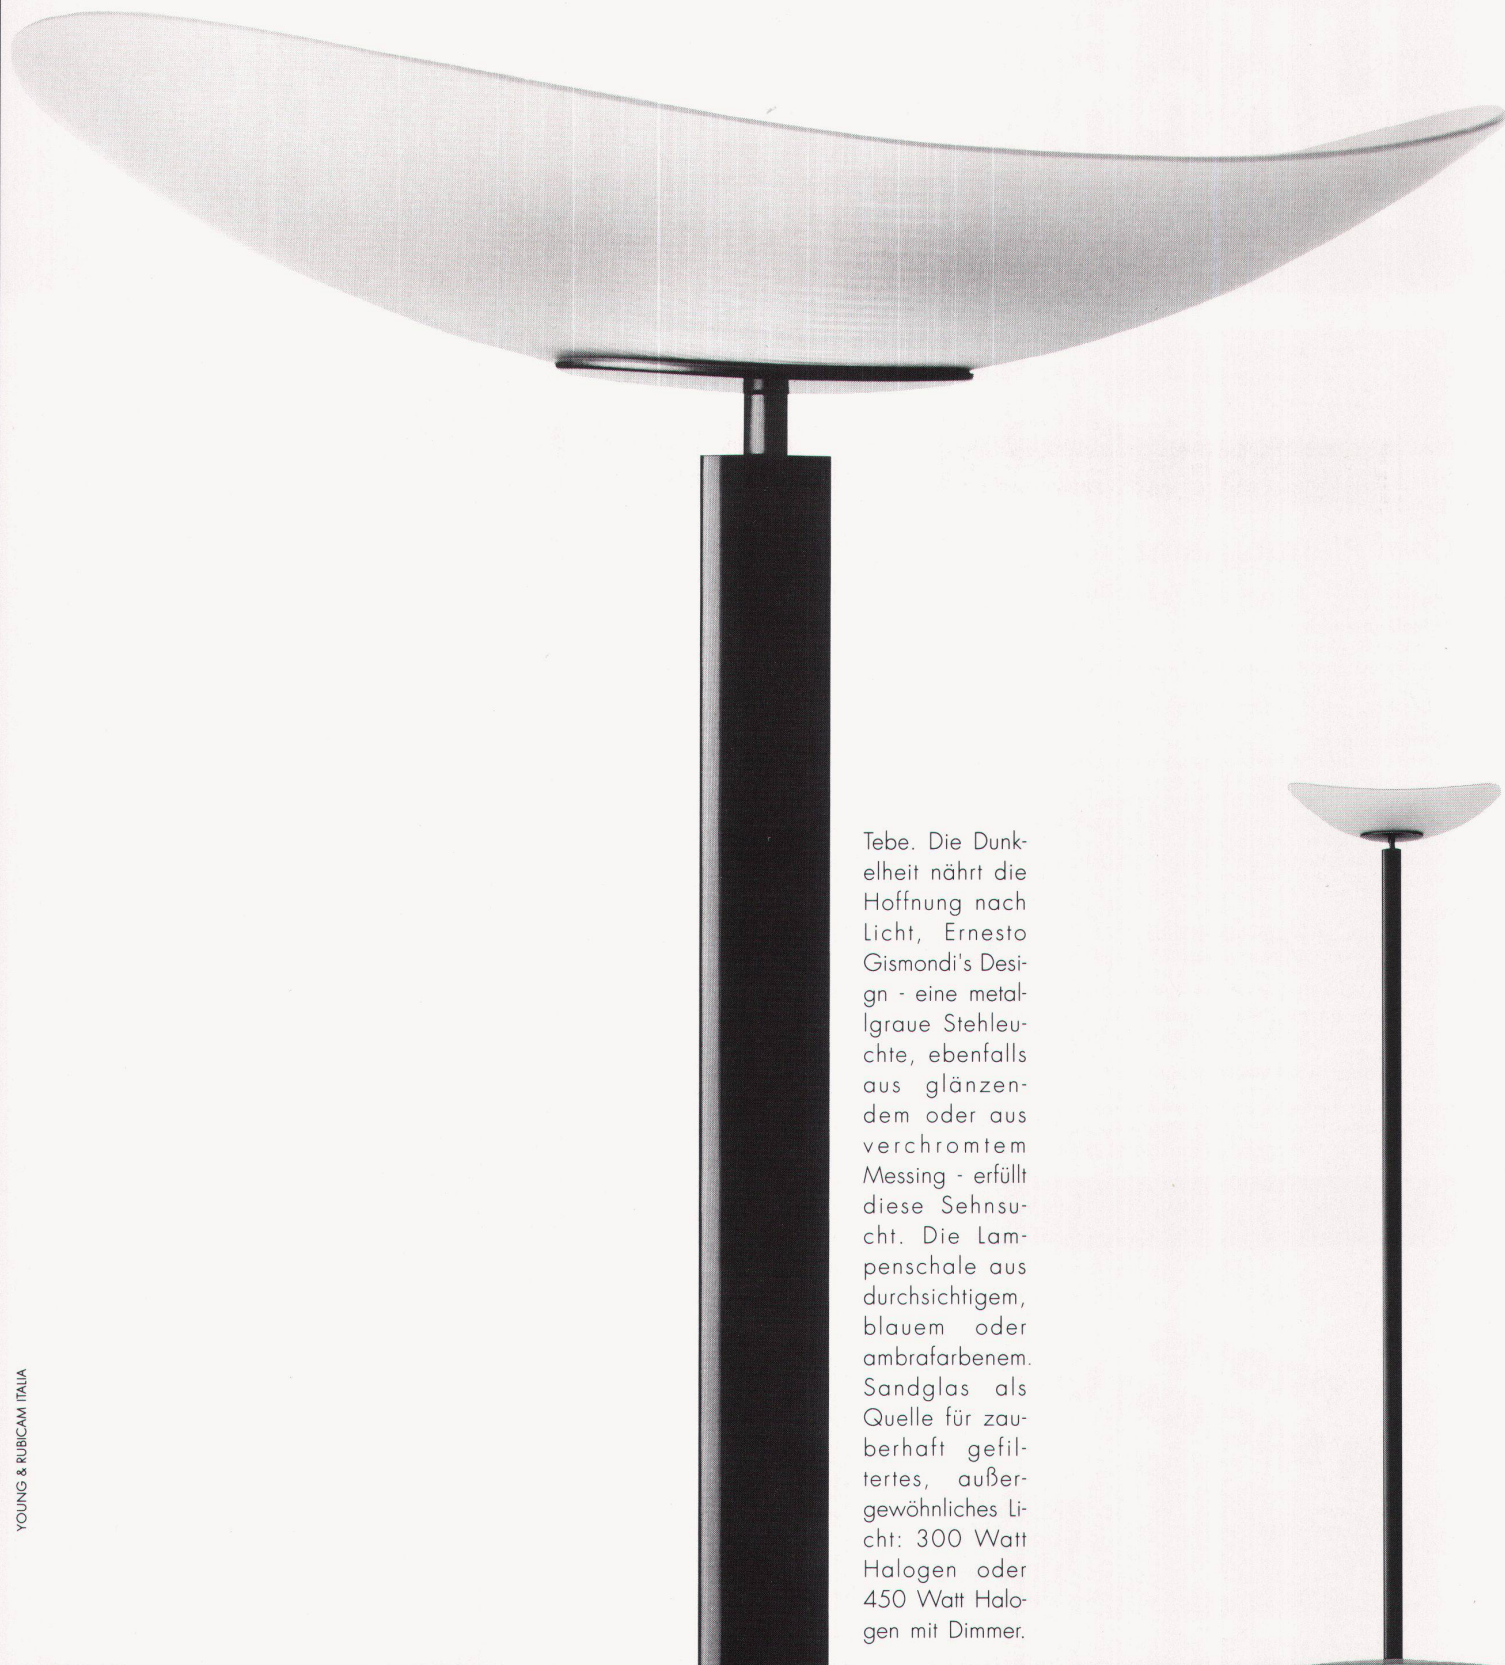 Tebe. Die Dunk-
elheit nährt die
Hoffnung nach
Licht, Ernesto
Gismondi's Desi-
gn - eine metal-
lgraue Stehleu-
chte, ebenfalls
aus glänzen-
dem oder aus
verchromtem
Messing - erfüllt
diese Sehnsu-
cht. Die Lam-
penschale aus
durchsichtigem,
blauem oder
ambrafarbenem.
Sandglas als
Quelle für zau-
berhaft gefil-
tertes, außer-
gewöhnliches Li-
cht: 300 Watt
Halogen oder
450 Watt Halo-
gen mit Dimmer.
YOUNG & RUBICAM ITALIA